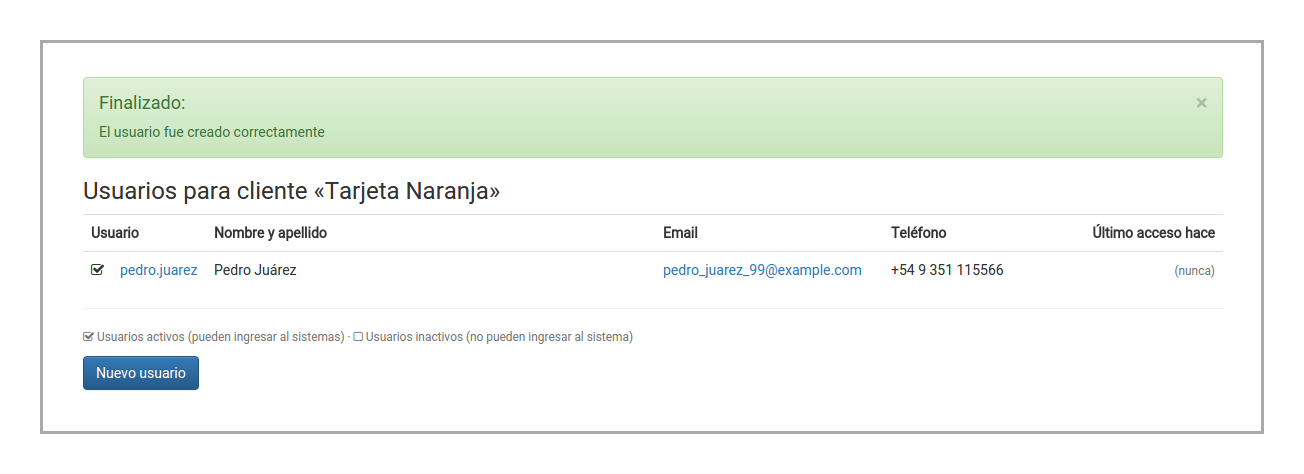 Finalizado:
×
El usuario fue creado correctamente
Usuarios para cliente «Tarjeta Naranja»
Usuario Nombre y apellido Email Teléfono Último acceso hace
pedro.juarez Pedro Juárez pedro_juarez_99@example.com +54 9 351 115566 (nunca)
Usuarios activos (pueden ingresar al sistemas) · Usuarios inactivos (no pueden ingresar al sistema)
Nuevo usuario